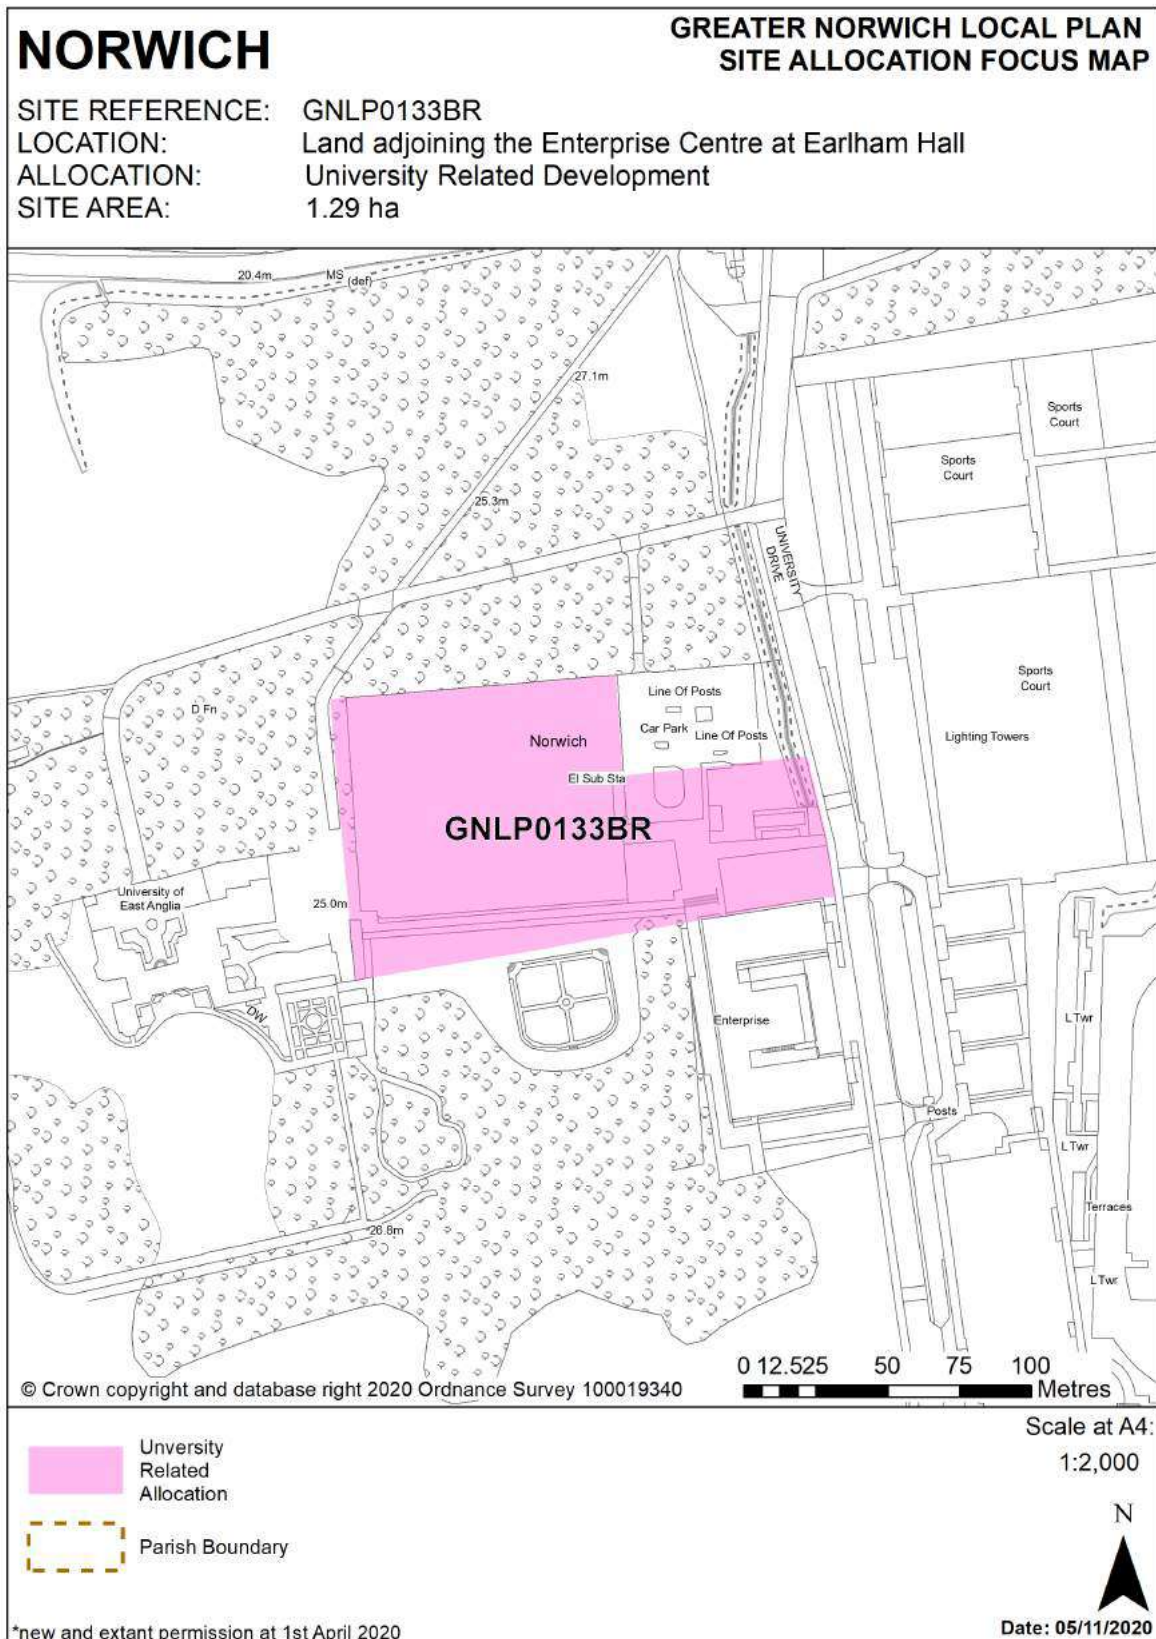 NORWICH
GREATER NORWICH LOCAL PLAN
SITE ALLOCATION FOCUS MAP
SITE REFERENCE: GNLP0133BR
LOCATION: Land adjoining the Enterprise Centre at Earlham Hall
ALLOCATION: University Related Development
SITE AREA: 1.29 ha
20.4m
MS
(def)
27.1m
Sports
Court
Sports
Court
25.3m
UNIVERSITY
DRIVE
Sports
Court
D Fn
Line Of Posts
Norwich
Car Park
Line Of Posts
Lighting Towers
El Sub Sta
GNLP0133BR
University of
East Anglia
25.0m
DW
Enterprise
L Twr
Posts
L Twr
Terraces
26.8m
L Twr
© Crown copyright and database right 2020 Ordnance Survey 100019340
0 12.525 50 75 100
Metres
Unversity
Related
Allocation
Parish Boundary
Scale at A4:
1:2,000
N
*new and extant permission at 1st April 2020
Date: 05/11/2020